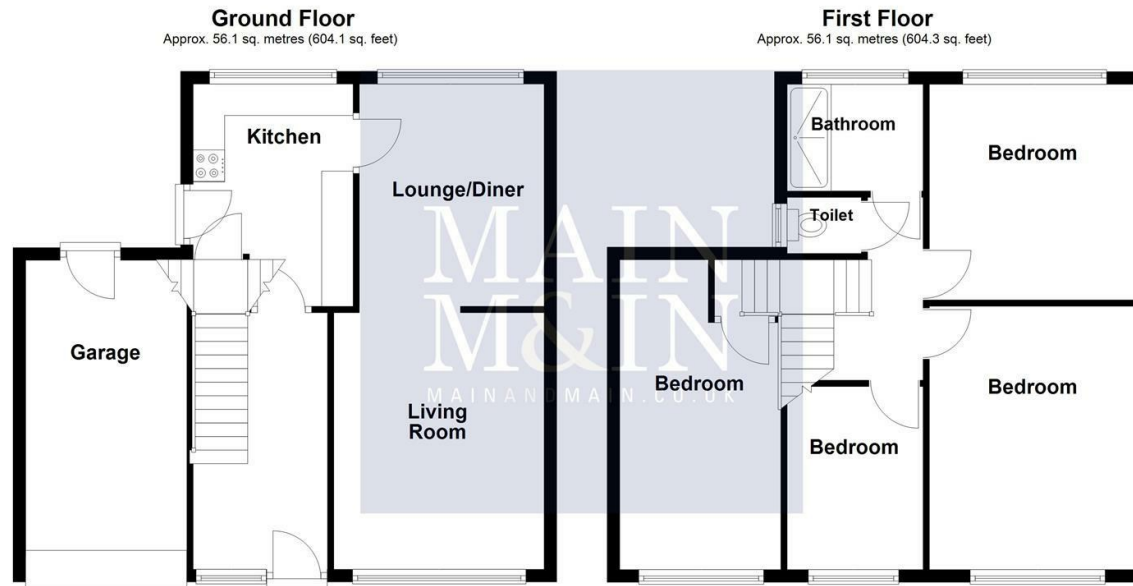 Ground Floor
Approx. 56.1 sq. metres (604.1 sq. feet)
Kitchen
Lounge/Diner
Garage
Living
Room
First Floor
Approx. 56.1 sq. metres (604.3 sq. feet)
Bathroom
Bedroom
Toilet
Bedroom
Bedroom
Bedroom
MAIN
M&IN
MAINANDMAIN.CO.UK